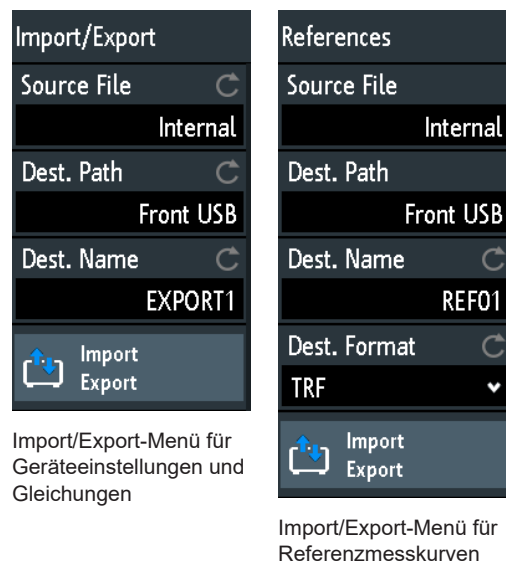 Import/Export
Source File
Internal
Dest. Path
Front USB
Dest. Name
EXPORT1
Import
Export
Import/Export-Menü für
Geräteeinstellungen und
Gleichungen
References
Source File
Internal
Dest. Path
Front USB
Dest. Name
REF01
Dest. Format
TRF
Import
Export
Import/Export-Menü für
Referenzmesskurven